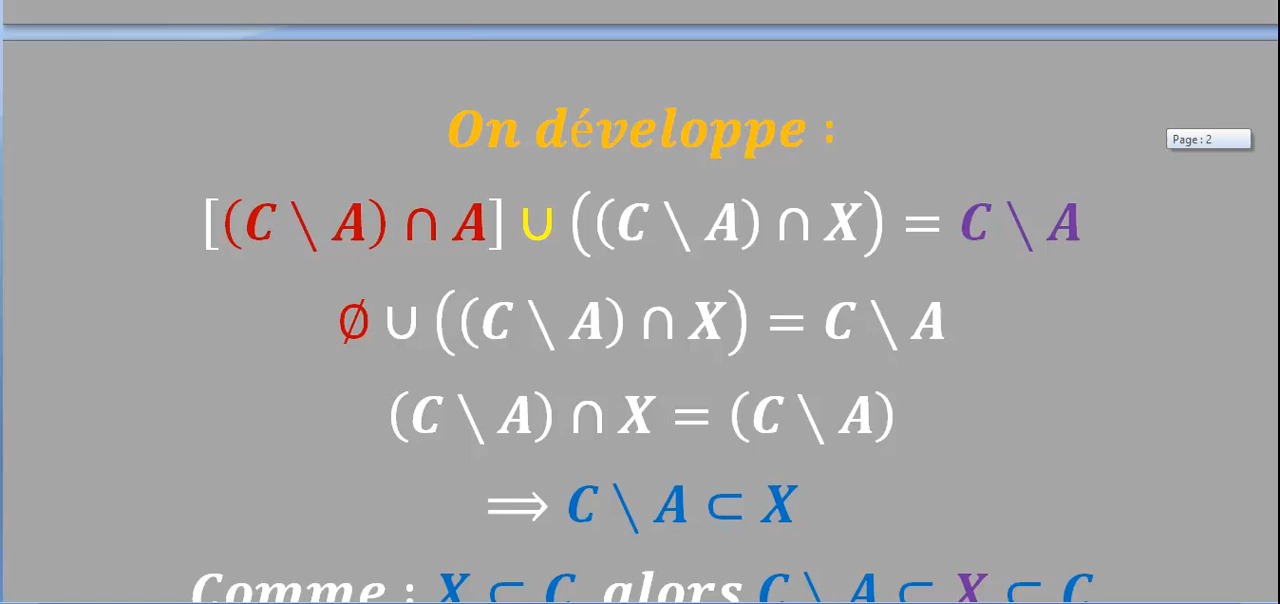 On développe :
Page : 2
[(C \ A) ∩ A] ∪ ((C \ A) ∩ X) = C \ A
∅ ∪ ((C \ A) ∩ X) = C \ A
(C \ A) ∩ X = (C \ A)
⟹ C \ A ⊂ X
Comme : X ⊂ C alors C \ A ⊂ X ⊂ C